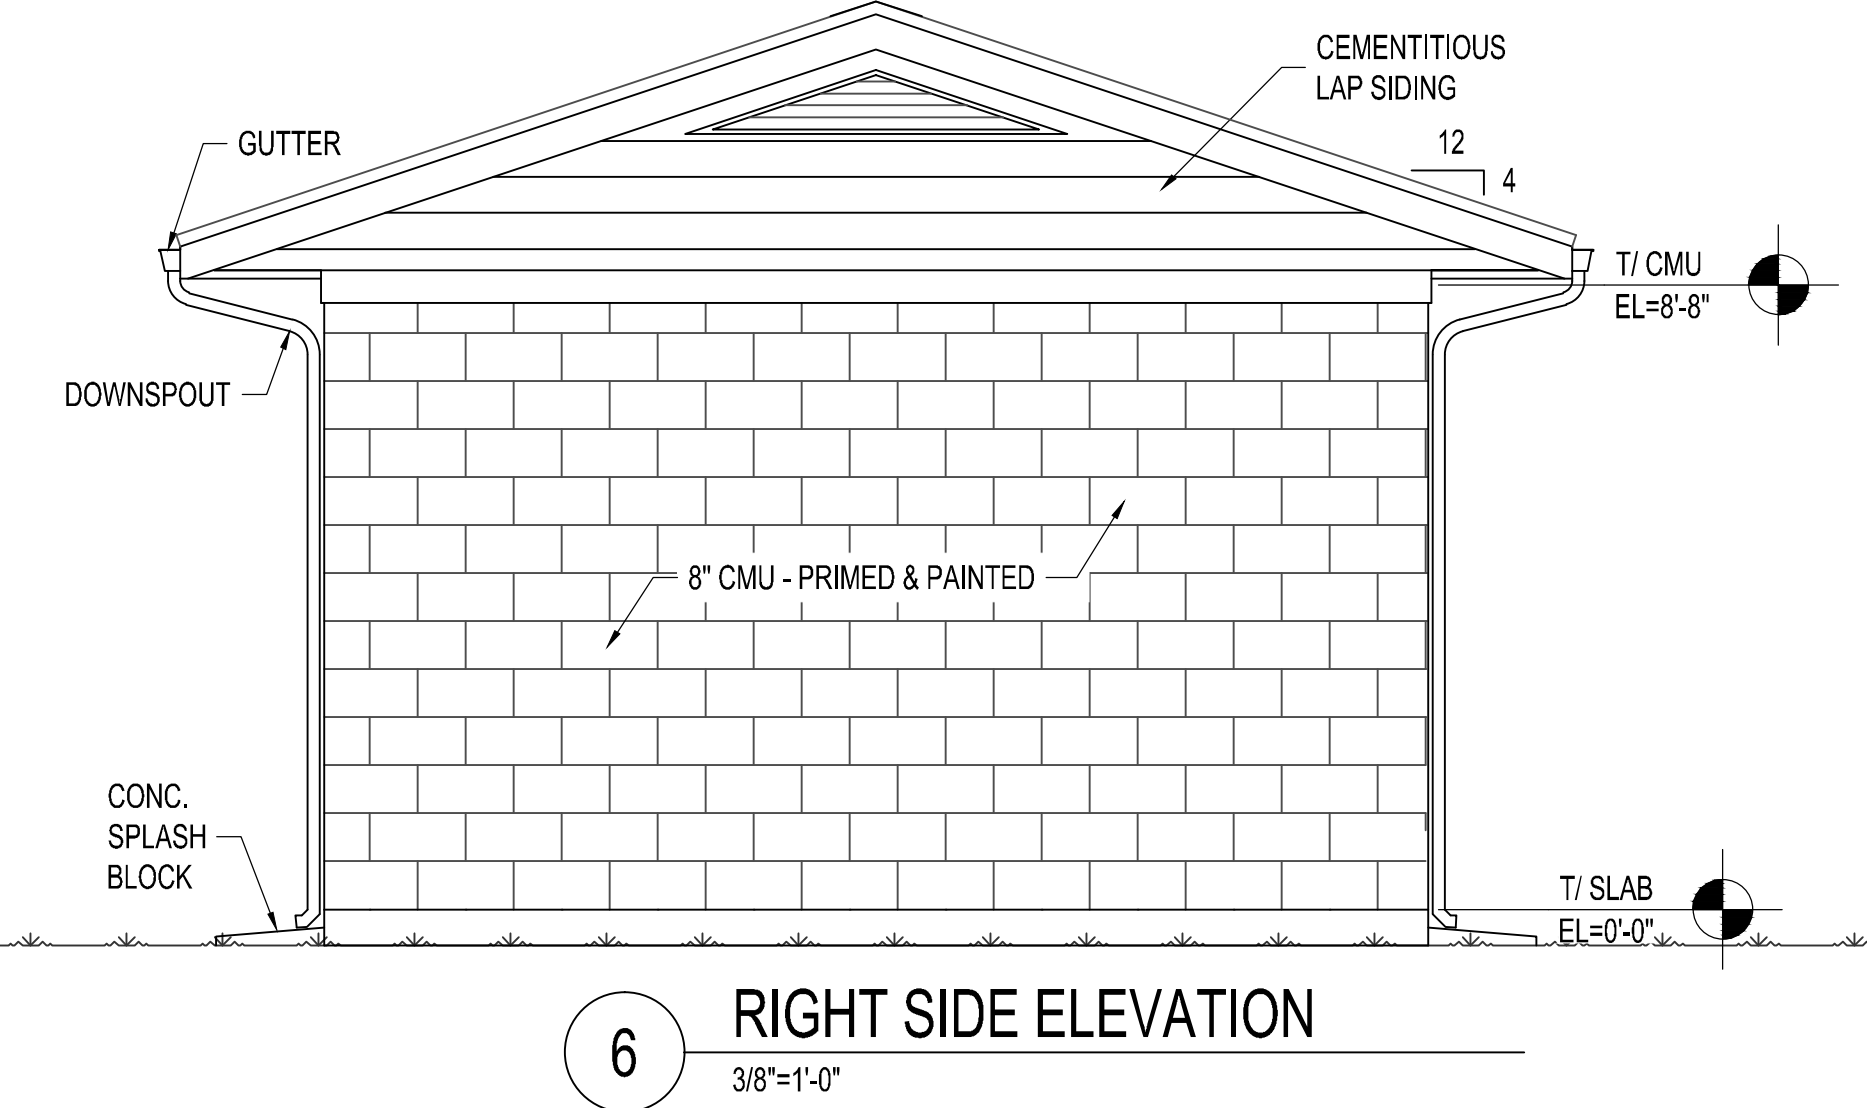 CEMENTITIOUS
LAP SIDING
GUTTER
12
4
T/ CMU
EL=8'-8"
DOWNSPOUT
8" CMU - PRIMED & PAINTED
CONC.
SPLASH
BLOCK
T/ SLAB
EL=0'-0"
6
RIGHT SIDE ELEVATION
3/8"=1'-0"